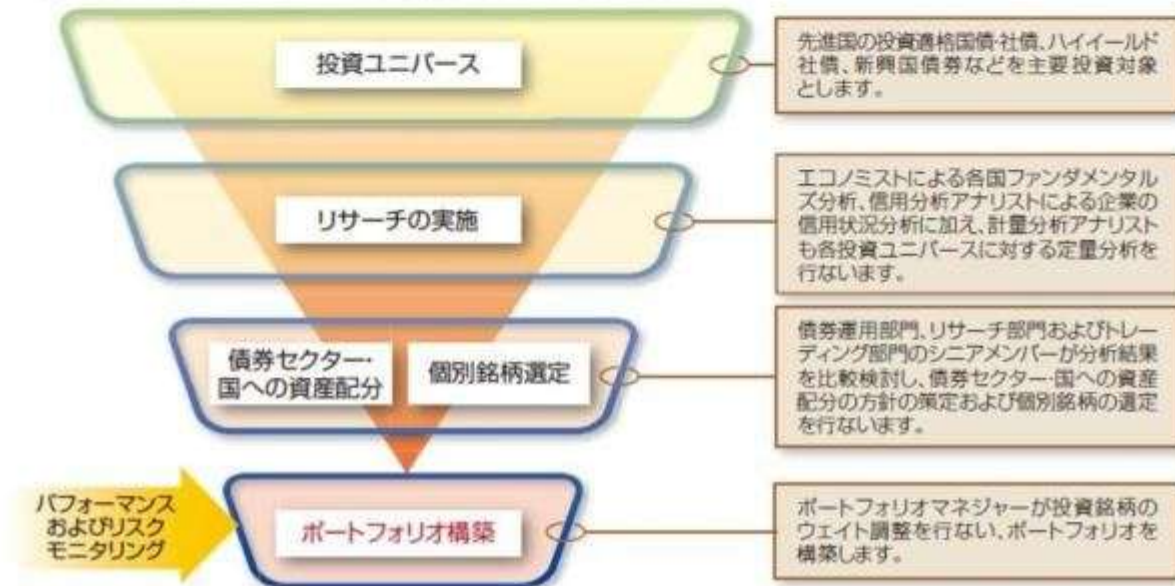 投資ユニバース
先進国の投資適格国債・社債、ハイイールド
社債、新興国債券などを主要投資対象
とします。
リサーチの実施
エコノミストによる各国ファンダメンタル
ズ分析、信用分析アナリストによる企業の
信用状況分析に加え、計量分析アナリスト
も各投資ユニバースに対する定量分析を
行ないます。
債券セクター・
国への資産配分
個別銘柄選定
債券運用部門、リサーチ部門およびトレー
ディング部門のシニアメンバーが分析結果
を比較検討し、債券セクター・国への資産
配分の方針の策定および個別銘柄の選定
を行ないます。
パフォーマンス
およびリスク
モニタリング
ポートフォリオ構築
ポートフォリオマネジャーが投資銘柄の
ウェイト調整を行ない、ポートフォリオを
構築します。